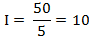 I = 50/5 = 10